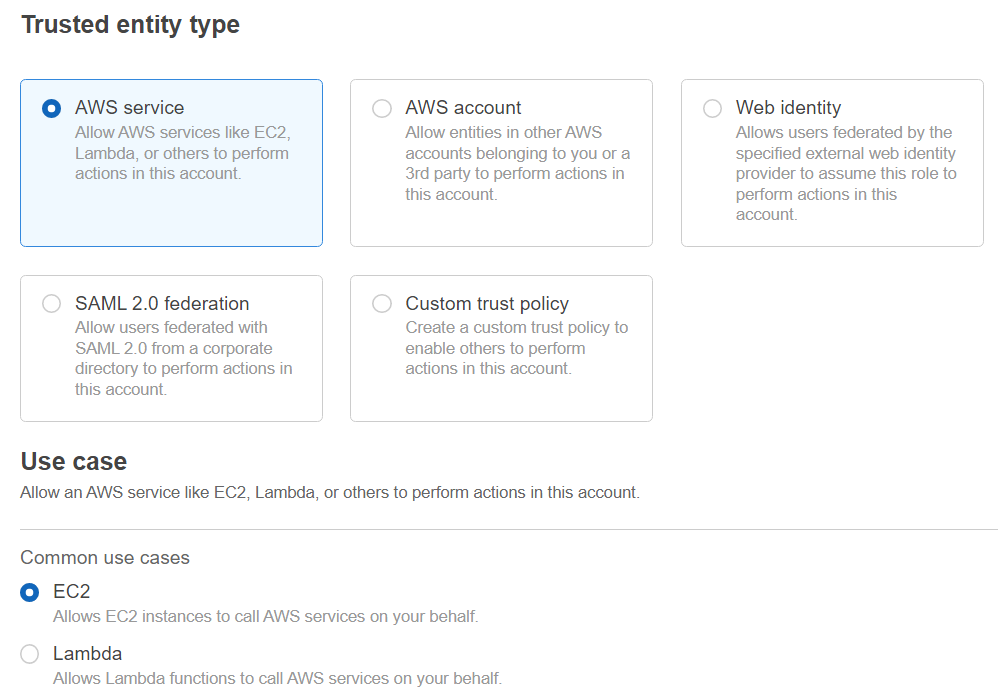 Trusted entity type
AWS service
Allow AWS services like EC2,
Lambda, or others to perform
actions in this account.
AWS account
Allow entities in other AWS
accounts belonging to you or a
3rd party to perform actions in
this account.
Web identity
Allows users federated by the
specified external web identity
provider to assume this role to
perform actions in this
account.
SAML 2.0 federation
Allow users federated with
SAML 2.0 from a corporate
directory to perform actions in
this account.
Custom trust policy
Create a custom trust policy to
enable others to perform
actions in this account.
Use case
Allow an AWS service like EC2, Lambda, or others to perform actions in this account.
Common use cases
EC2
Allows EC2 instances to call AWS services on your behalf.
Lambda
Allows Lambda functions to call AWS services on your behalf.